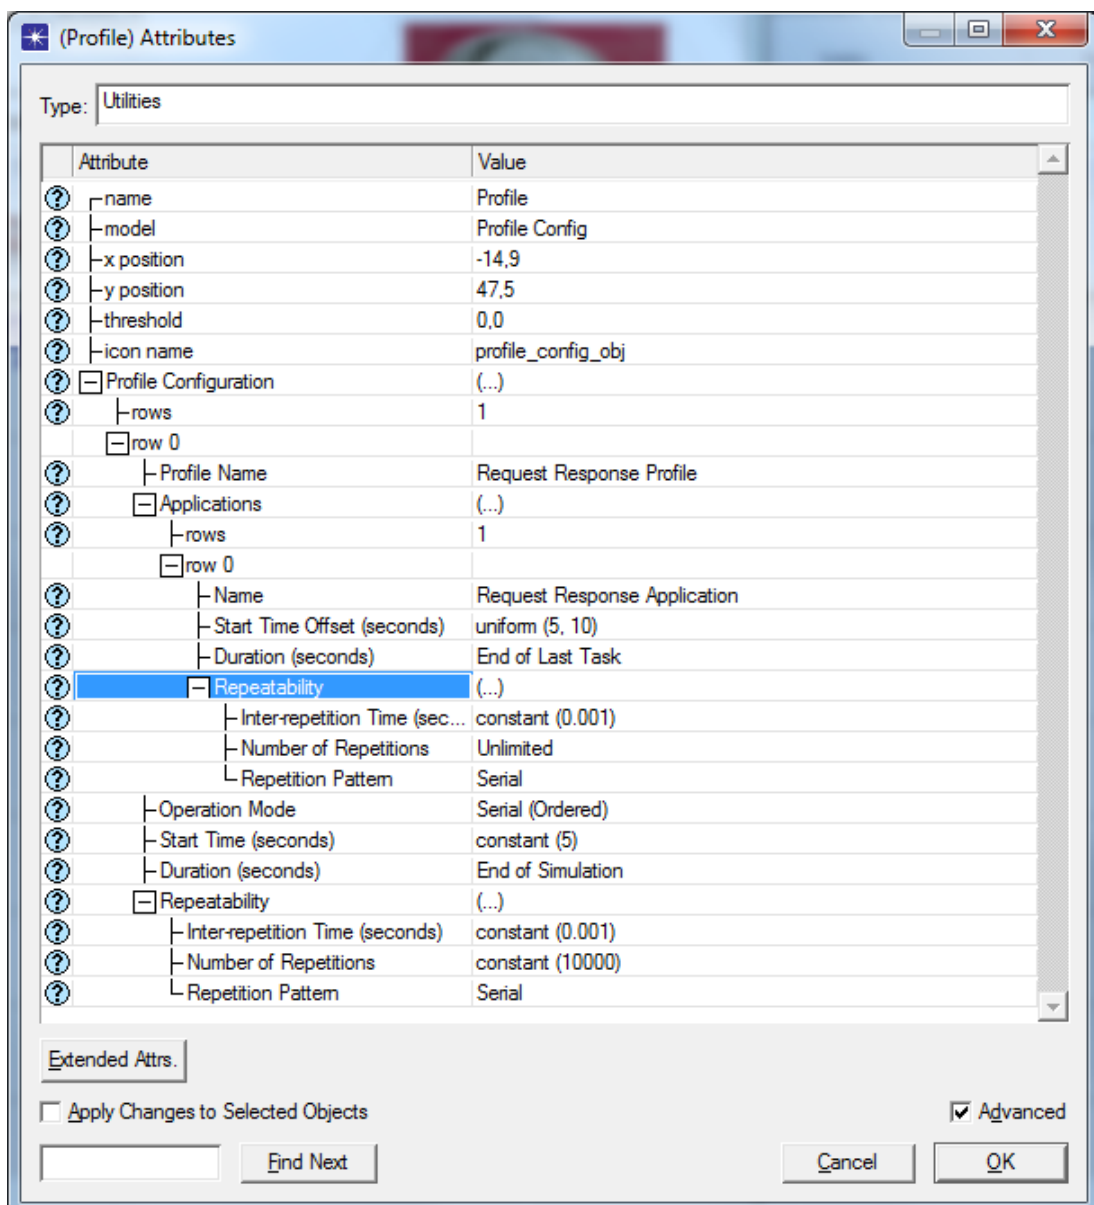 (Profile) Attributes
Type: Utilities
Attribute Value
name Profile
model Profile Config
x position -14,9
y position 47,5
threshold 0,0
icon name profile_config_obj
Profile Configuration (...)
rows 1
row 0
Profile Name Request Response Profile
Applications (...)
rows 1
row 0
Name Request Response Application
Start Time Offset (seconds) uniform (5, 10)
Duration (seconds) End of Last Task
Repeatability (...)
Inter-repetition Time (sec... constant (0.001)
Number of Repetitions Unlimited
Repetition Pattern Serial
Operation Mode Serial (Ordered)
Start Time (seconds) constant (5)
Duration (seconds) End of Simulation
Repeatability (...)
Inter-repetition Time (seconds) constant (0.001)
Number of Repetitions constant (10000)
Repetition Pattern Serial
Extended Attrs.
Apply Changes to Selected Objects Advanced
Find Next Cancel OK